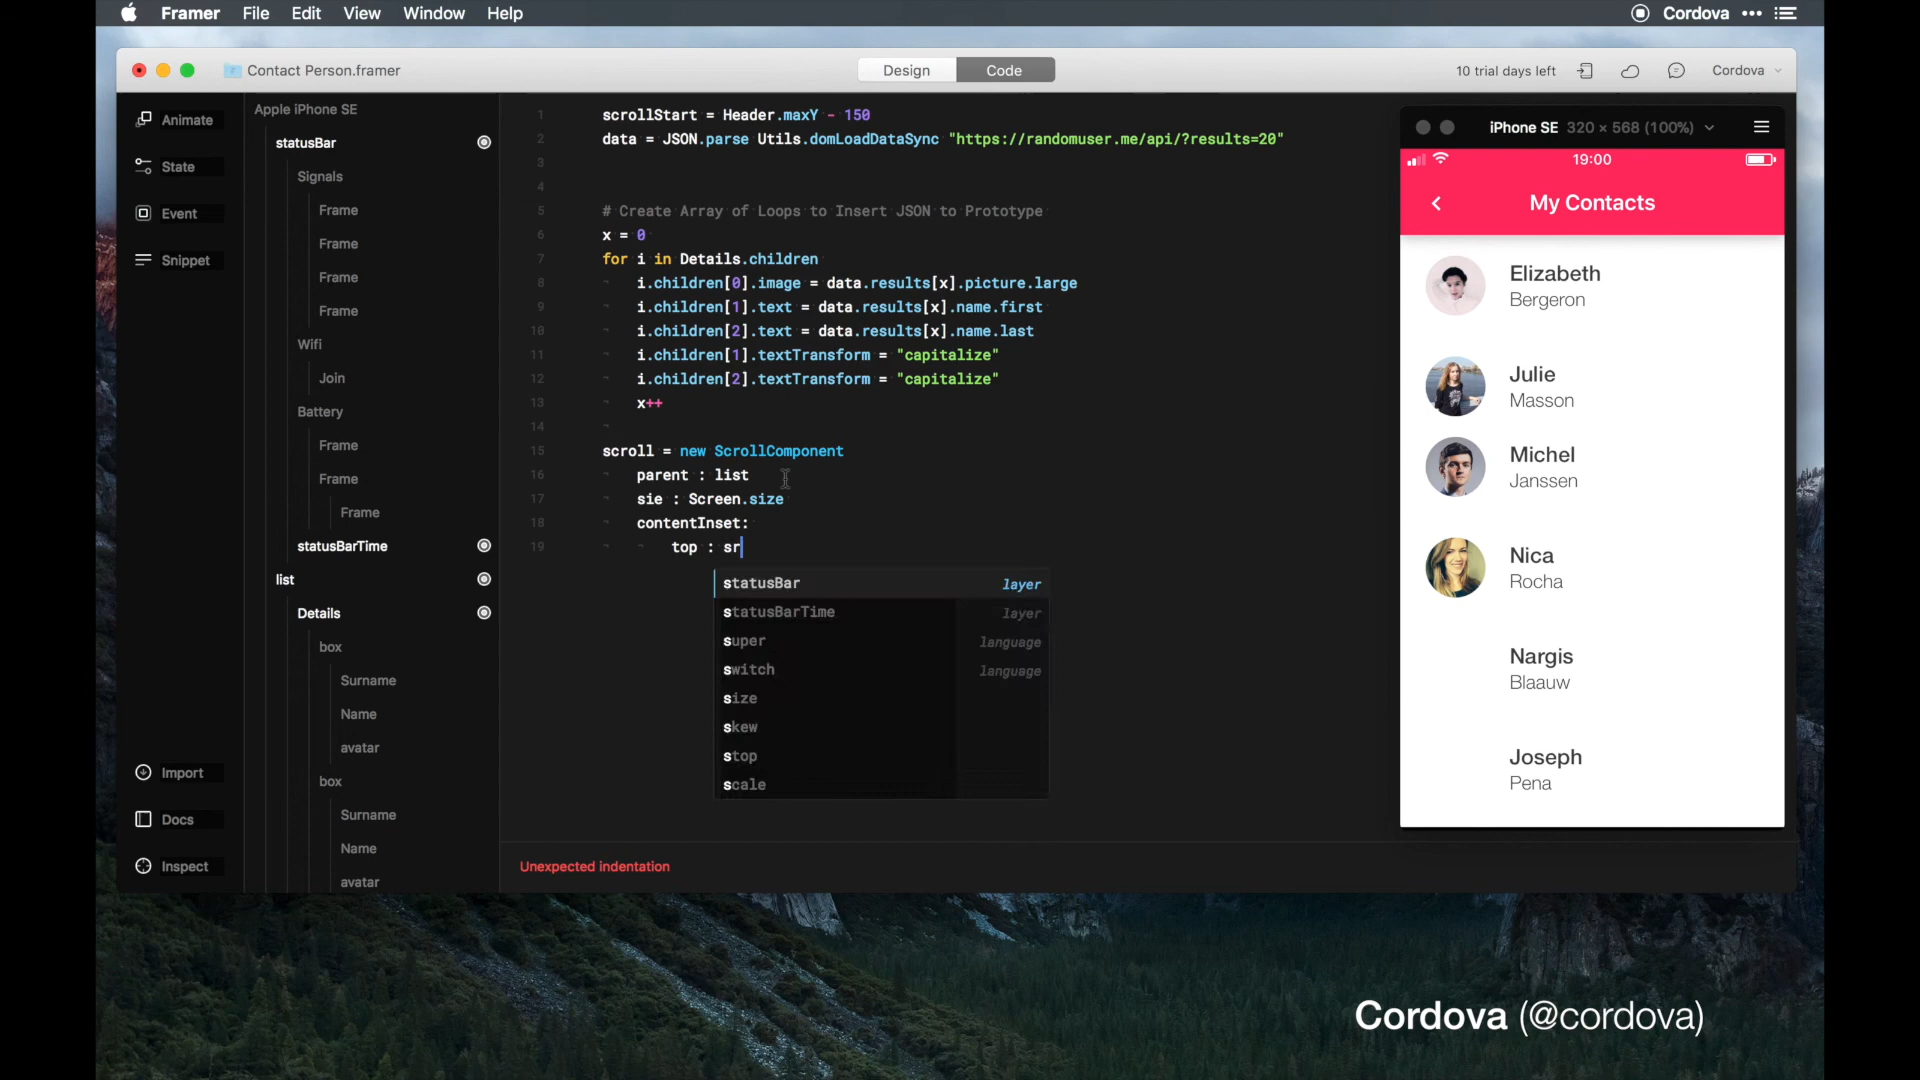 Framer File Edit View Window Help
Cordova
Contact Person.framer
Design Code
10 trial days left
Cordova
Animate
State
Event
Snippet
Import
Docs
Inspect
Apple iPhone SE
statusBar
Signals
Frame
Frame
Frame
Frame
Wifi
Join
Battery
Frame
Frame
Frame
statusBarTime
list
Details
box
Surname
Name
avatar
box
Surname
Name
avatar
1 scrollStart = Header.maxY - 150
2 data = JSON.parse Utils.domLoadDataSync "https://randomuser.me/api/?results=20"
3
4
5 # Create Array of Loops to Insert JSON to Prototype
6 x = 0
7 for i in Details.children
8 i.children[0].image = data.results[x].picture.large
9 i.children[1].text = data.results[x].name.first
10 i.children[2].text = data.results[x].name.last
11 i.children[1].textTransform = "capitalize"
12 i.children[2].textTransform = "capitalize"
13 x++
14
15 scroll = new ScrollComponent
16 parent : list
17 sie : Screen.size
18 contentInset:
19 top : sr
statusBar layer
statusBarTime layer
super language
switch language
size
skew
stop
scale
Unexpected indentation
iPhone SE 320 × 568 (100%)
19:00
My Contacts
Elizabeth
Bergeron
Julie
Masson
Michel
Janssen
Nica
Rocha
Nargis
Blaauw
Joseph
Pena
Cordova (@cordova)